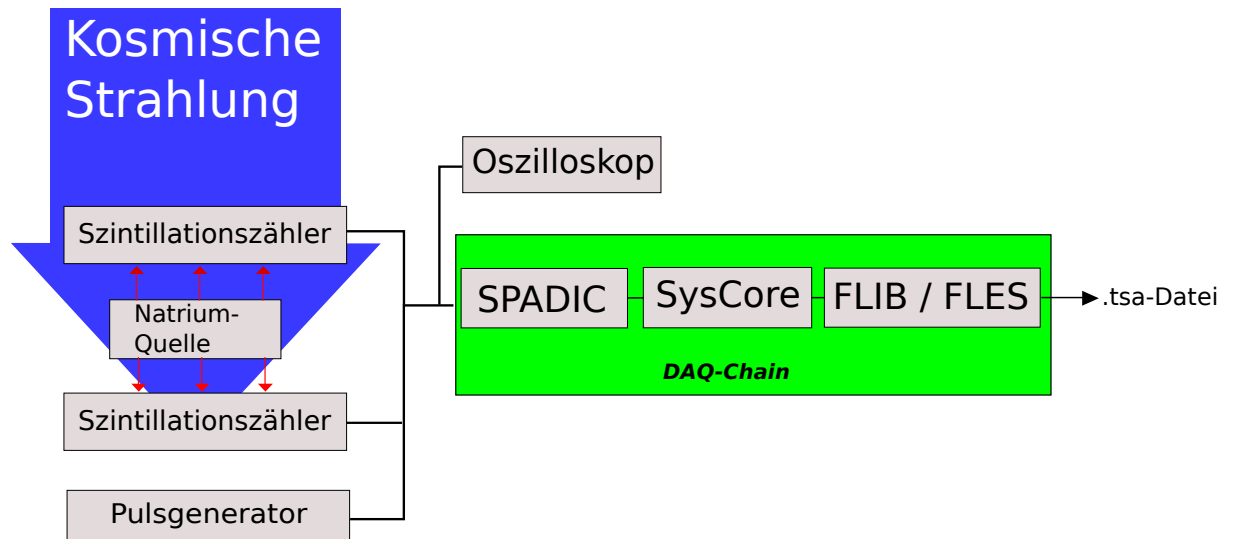 Kosmische
Strahlung
Oszilloskop
Szintillationszähler
SPADIC
SysCore
FLIB / FLES
.tsa-Datei
Natrium-
Quelle
DAQ-Chain
Szintillationszähler
Pulsgenerator